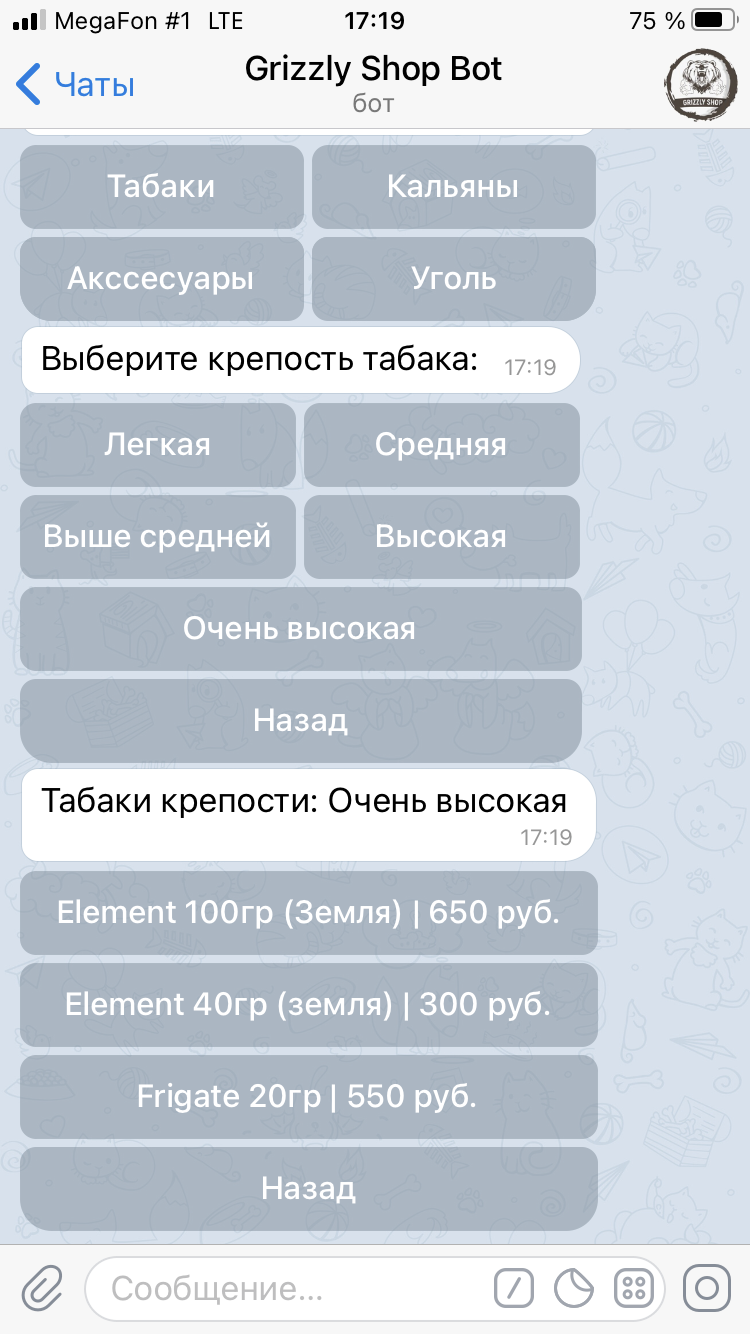 MegaFon #1 LTE 17:19 75 %
Чаты Grizzly Shop Bot
бот
GRIZZLY SHOP
Табаки Кальяны
Акссесуары Уголь
Выберите крепость табака: 17:19
Легкая Средняя
Выше средней Высокая
Очень высокая
Назад
Табаки крепости: Очень высокая
17:19
Element 100гр (Земля) | 650 руб.
Element 40гр (земля) | 300 руб.
Frigate 20гр | 550 руб.
Назад
Сообщение...